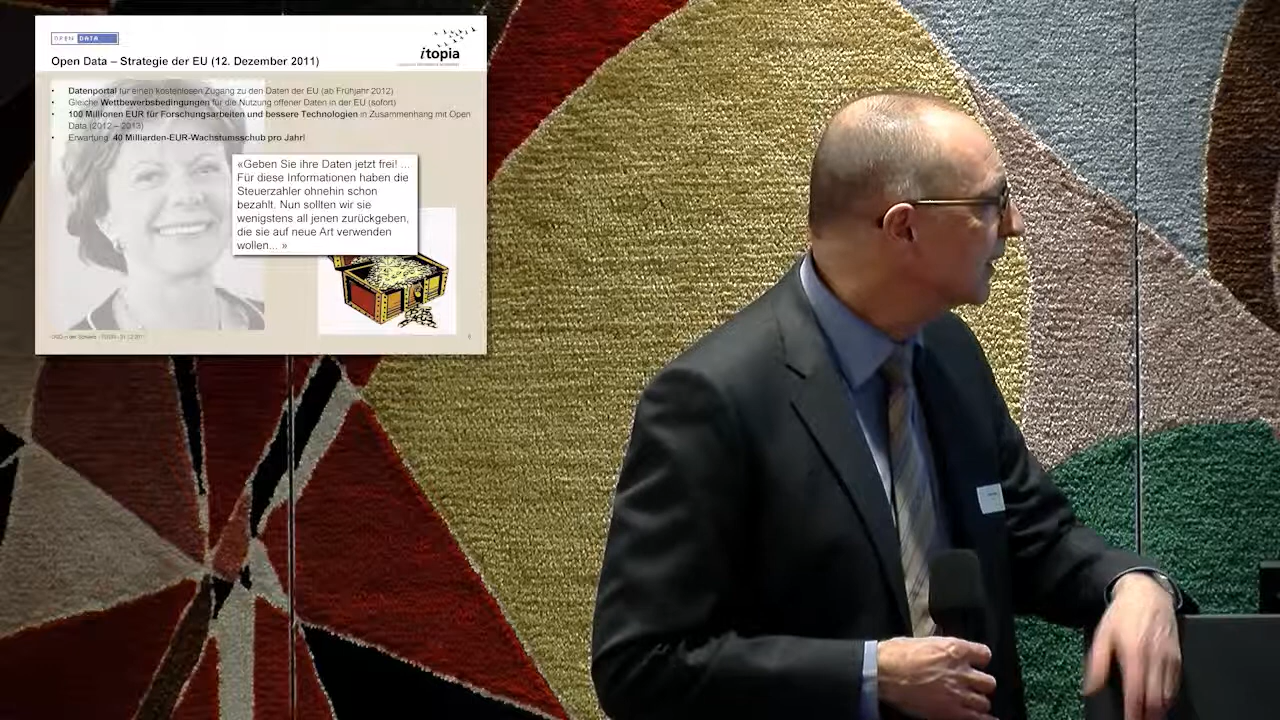 OPEN DATA
itopia
Open Data – Strategie der EU (12. Dezember 2011)
• Datenportal für einen kostenlosen Zugang zu den Daten der EU (ab Frühjahr 2012)
• Gleiche Wettbewerbsbedingungen für die Nutzung offener Daten in der EU (sofort)
• 100 Millionen EUR für Forschungsarbeiten und bessere Technologien in Zusammenhang mit Open
Data (2012 – 2013)
• Erwartung: 40 Milliarden-EUR-Wachstumsschub pro Jahr!
«Geben Sie ihre Daten jetzt frei! ...
Für diese Informationen haben die
Steuerzahler ohnehin schon
bezahlt. Nun sollten wir sie
wenigstens all jenen zurückgeben,
die sie auf neue Art verwenden
wollen... »